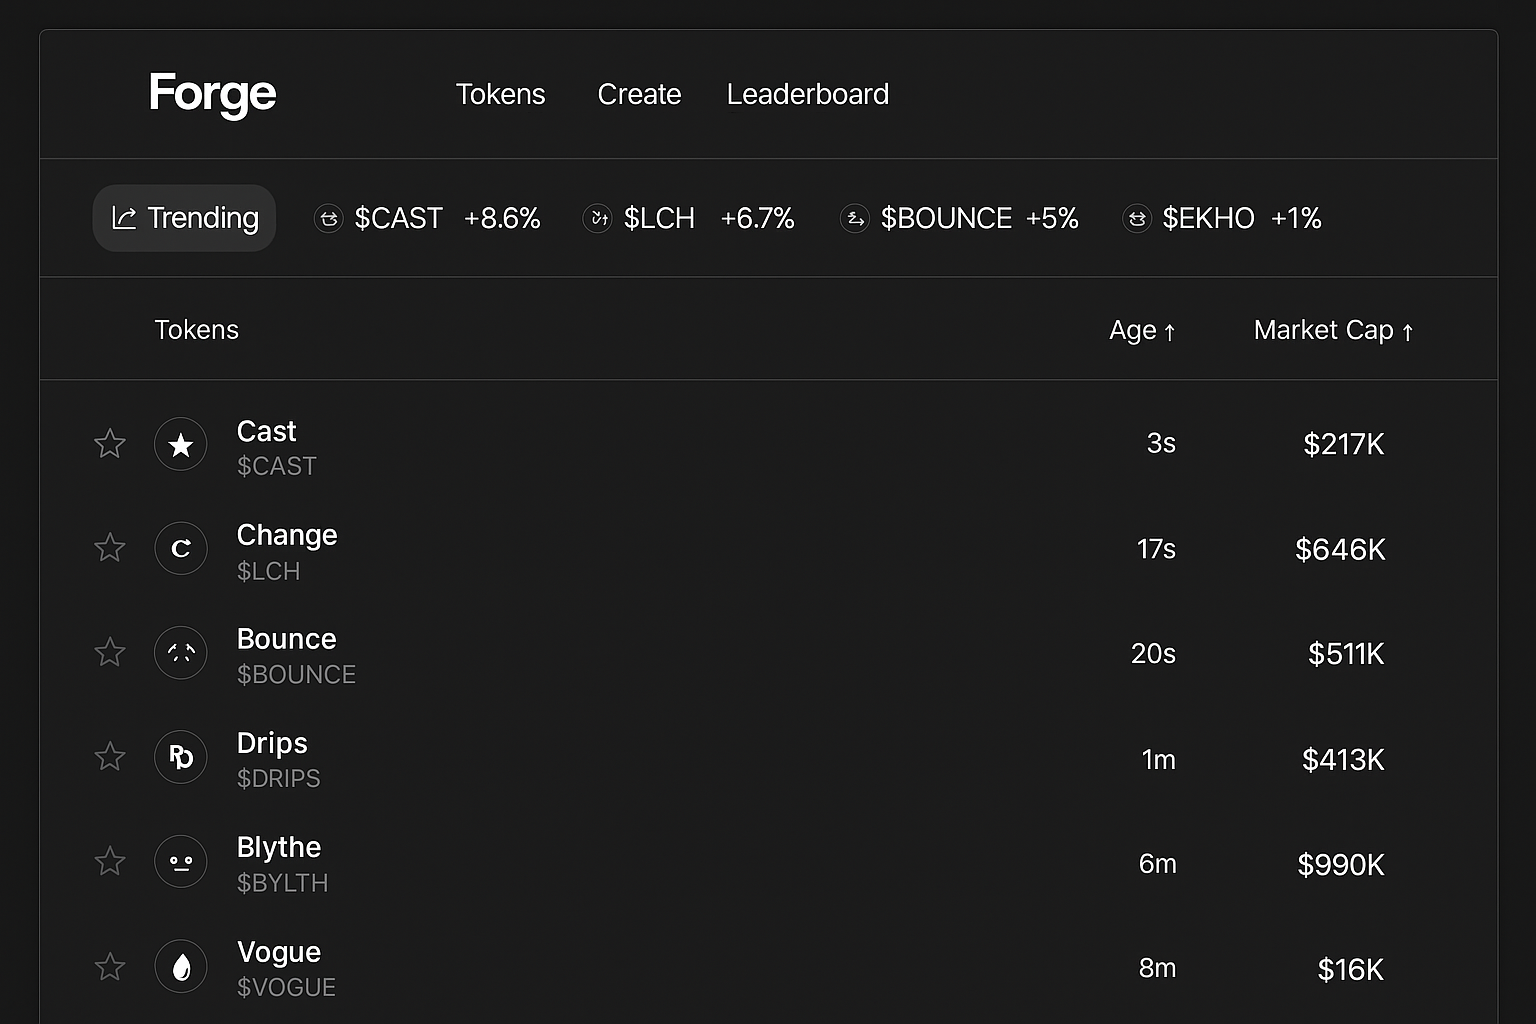 Forge
Tokens Create Leaderboard
Trending $CAST +8.6% $LCH +6.7% $BOUNCE +5% $EKHO +1%
Tokens Age ↑ Market Cap ↑
Cast
$CAST
3s $217K
C
Change
$LCH
17s $646K
Bounce
$BOUNCE
20s $511K
Drips
$DRIPS
1m $413K
Blythe
$BYLTH
6m $990K
Vogue
$VOGUE
8m $16K